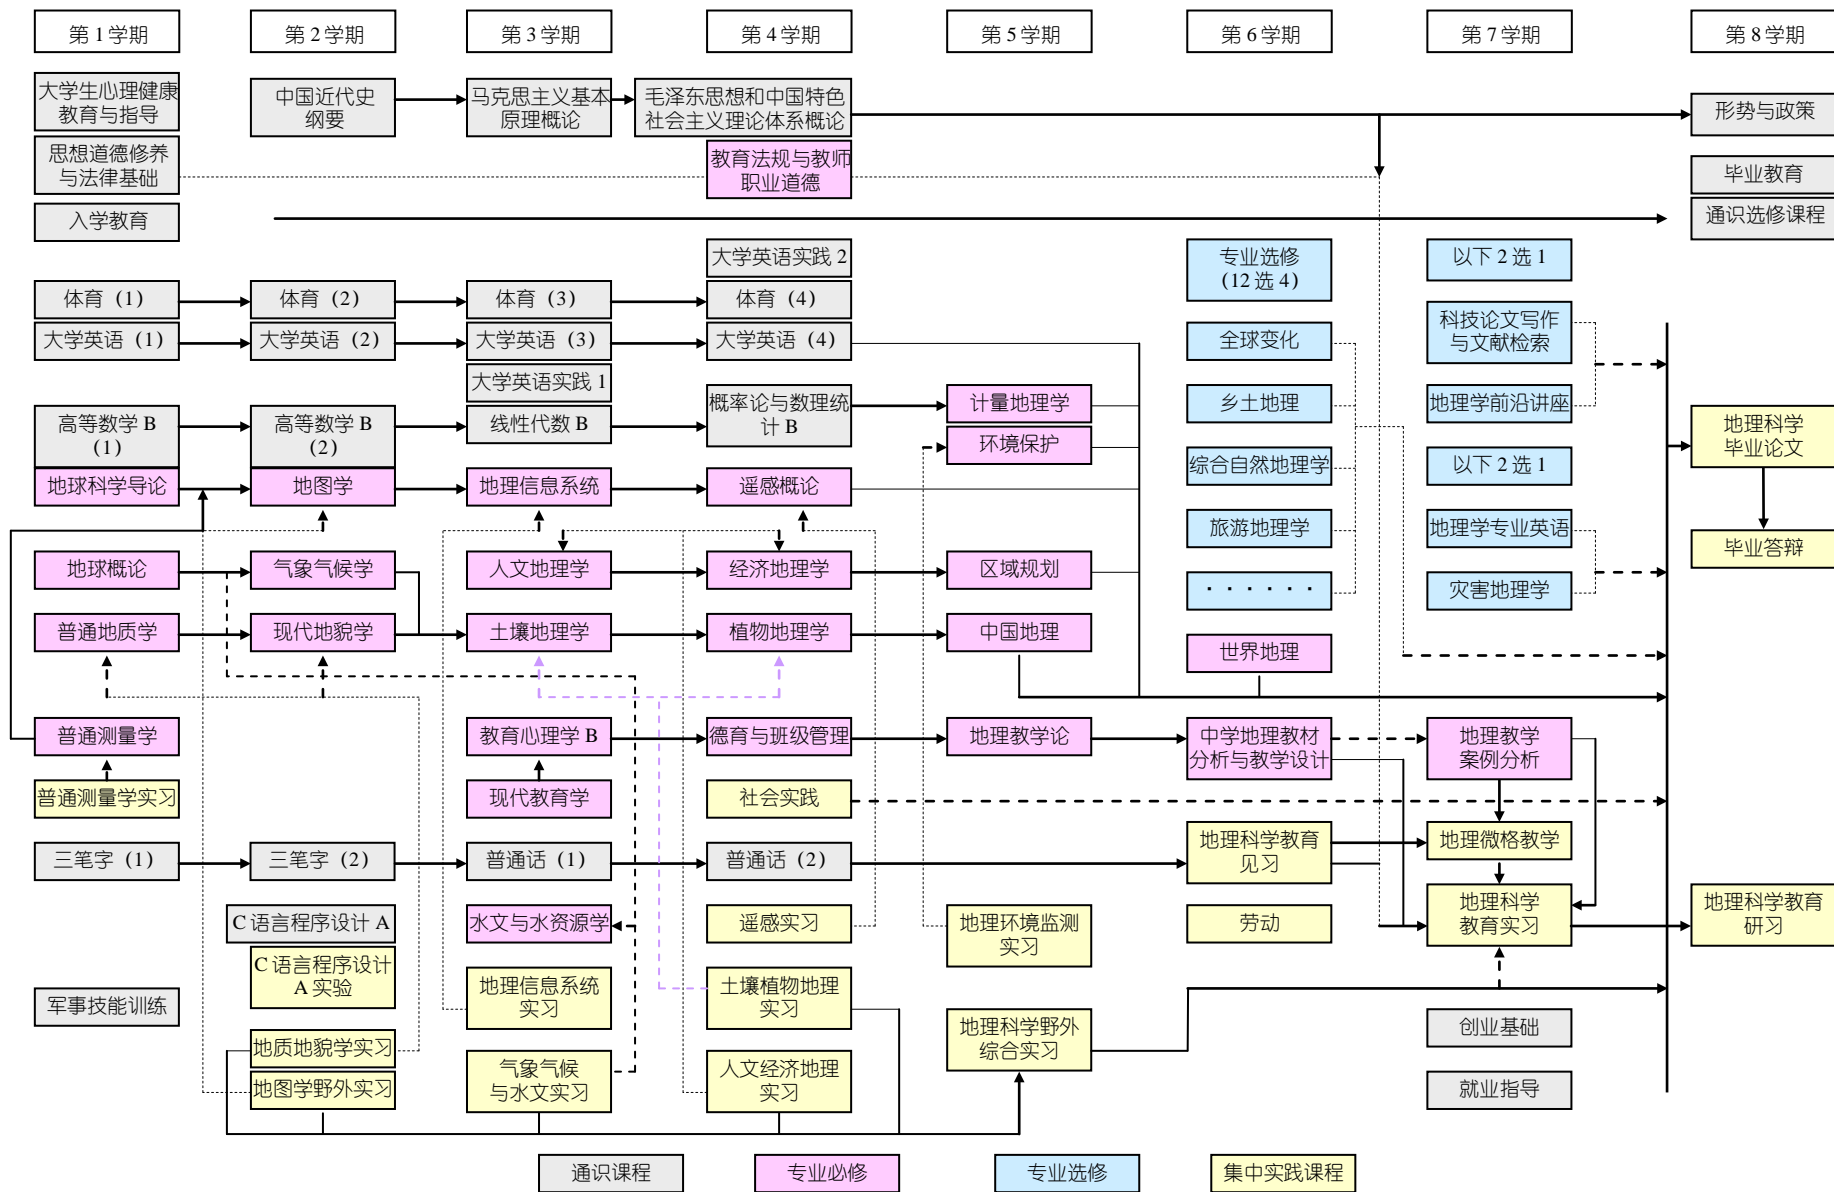 第 1 学期
第 2 学期
第 3 学期
第 4 学期
第 5 学期
第 6 学期
第 7 学期
第 8 学期
大学生心理健康
教育与指导
中国近代史
纲要
马克思主义基本
原理概论
毛泽东思想和中国特色
社会主义理论体系概论
形势与政策
思想道德修养
与法律基础
教育法规与教师
职业道德
毕业教育
入学教育
通识选修课程
大学英语实践 2
专业选修
(12 选 4)
以下 2 选 1
体育 (1)
体育 (2)
体育 (3)
体育 (4)
大学英语 (1)
大学英语 (2)
大学英语 (3)
大学英语 (4)
全球变化
科技论文写作
与文献检索
大学英语实践 1
高等数学 B
(1)
高等数学 B
(2)
线性代数 B
概率论与数理统
计 B
计量地理学
乡土地理
地理学前沿讲座
地理科学
毕业论文
环境保护
地球科学导论
地图学
地理信息系统
遥感概论
综合自然地理学
以下 2 选 1
旅游地理学
地理学专业英语
毕业答辩
地球概论
气象气候学
人文地理学
经济地理学
区域规划
· · · · · ·
灾害地理学
普通地质学
现代地貌学
土壤地理学
植物地理学
中国地理
世界地理
普通测量学
教育心理学 B
德育与班级管理
地理教学论
中学地理教材
分析与教学设计
地理教学
案例分析
普通测量学实习
现代教育学
社会实践
三笔字 (1)
三笔字 (2)
普通话 (1)
普通话 (2)
地理科学教育
见习
地理微格教学
C 语言程序设计 A
水文与水资源学
遥感实习
地理环境监测
实习
劳动
地理科学
教育实习
地理科学教育
研习
C 语言程序设计
A 实验
军事技能训练
地理信息系统
实习
土壤植物地理
实习
地理科学野外
综合实习
创业基础
地质地貌学实习
地图学野外实习
气象气候
与水文实习
人文经济地理
实习
就业指导
通识课程
专业必修
专业选修
集中实践课程